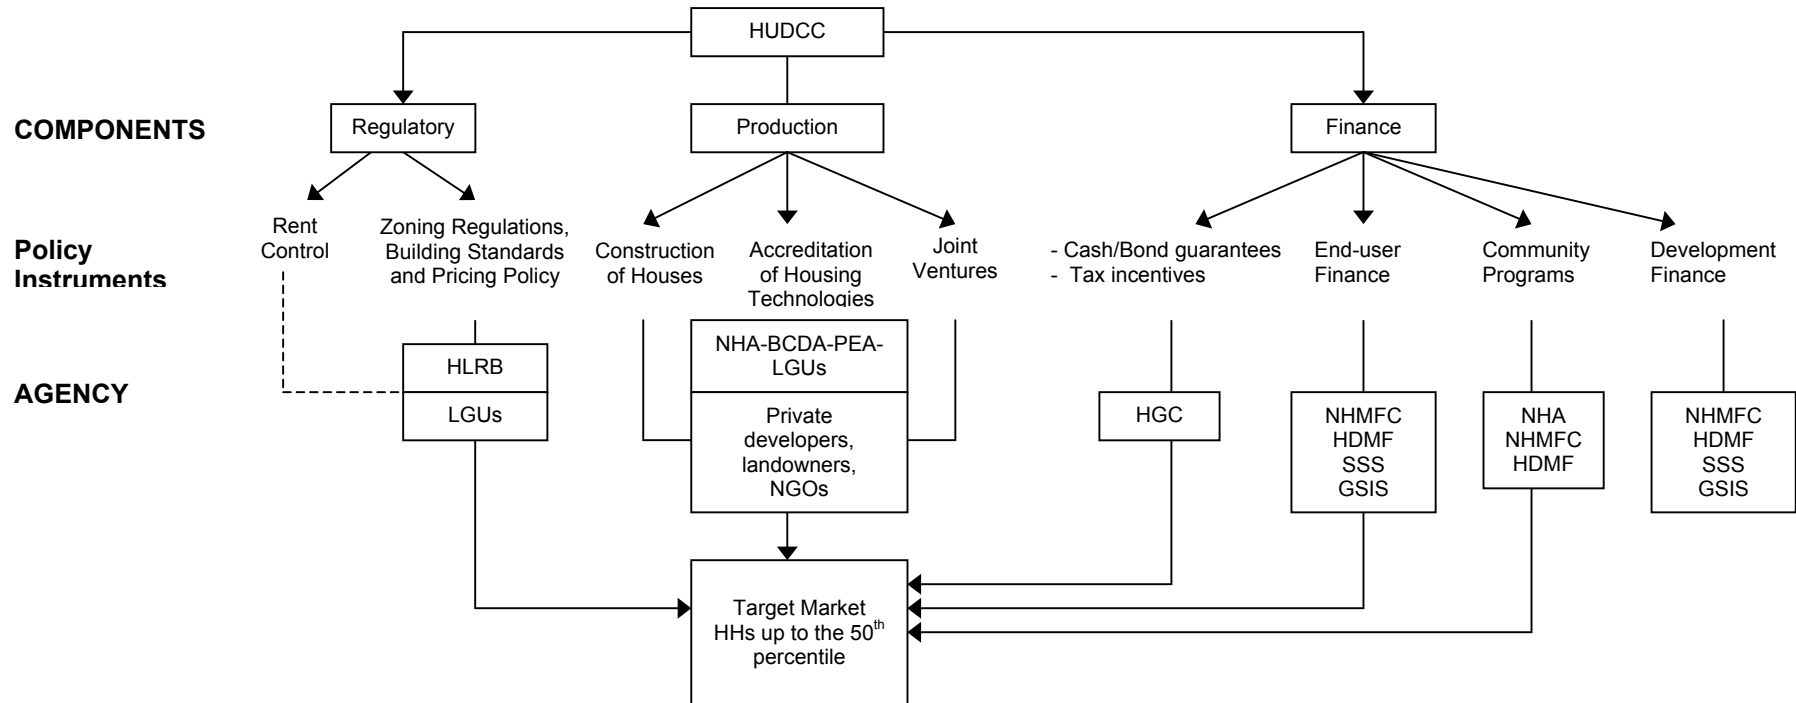 HUDCC
COMPONENTS
Regulatory
Production
Finance
Policy
Instruments
Rent
Control
Zoning Regulations,
Building Standards
and Pricing Policy
Construction
of Houses
Accreditation
of Housing
Technologies
Joint
Ventures
- Cash/Bond guarantees
- Tax incentives
End-user
Finance
Community
Programs
Development
Finance
AGENCY
HLRB
LGUs
NHA-BCDA-PEA-
LGUs
Private
developers,
landowners,
NGOs
HGC
NHMFC
HDMF
SSS
GSIS
NHA
NHMFC
HDMF
NHMFC
HDMF
SSS
GSIS
Target Market
HHs up to the 50th
percentile